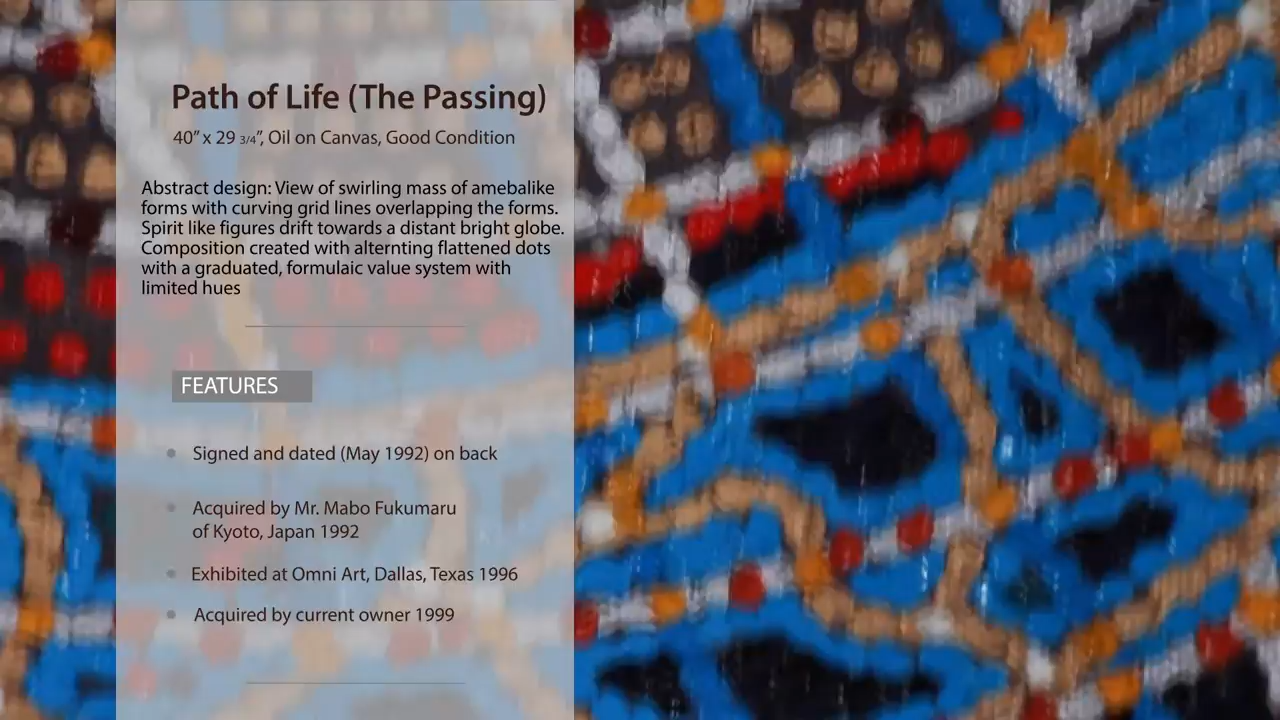 Path of Life (The Passing)
40” x 29 3/4”, Oil on Canvas, Good Condition
Abstract design: View of swirling mass of amebalike
forms with curving grid lines overlapping the forms.
Spirit like figures drift towards a distant bright globe.
Composition created with alternting flattened dots
with a graduated, formulaic value system with
limited hues
FEATURES
Signed and dated (May 1992) on back
Acquired by Mr. Mabo Fukumaru
of Kyoto, Japan 1992
Exhibited at Omni Art, Dallas, Texas 1996
Acquired by current owner 1999